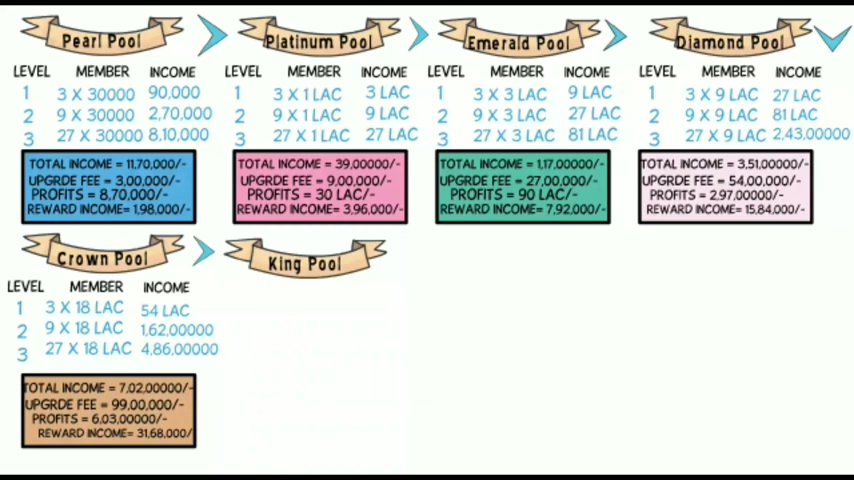 Pearl Pool
LEVEL MEMBER INCOME
1 3 X 30000 90,000
2 9 X 30000 2,70,000
3 27 X 30000 8,10,000
TOTAL INCOME = 11,70,000/-
UPGRDE FEE = 3,00,000/-
PROFITS = 8,70,000/-
REWARD INCOME= 1,98,000/-
Platinum Pool
LEVEL MEMBER INCOME
1 3 X 1 LAC 3 LAC
2 9 X 1 LAC 9 LAC
3 27 X 1 LAC 27 LAC
TOTAL INCOME = 39,00000/-
UPGRDE FEE = 9,00,000/-
PROFITS = 30 LAC/-
REWARD INCOME= 3,96,000/-
Emerald Pool
LEVEL MEMBER INCOME
1 3 X 3 LAC 9 LAC
2 9 X 3 LAC 27 LAC
3 27 X 3 LAC 81 LAC
TOTAL INCOME = 1,17,00000/-
UPGRDE FEE = 27,00,000/-
PROFITS = 90 LAC/-
REWARD INCOME= 7,92,000/-
Diamond Pool
LEVEL MEMBER INCOME
1 3 X 9 LAC 27 LAC
2 9 X 9 LAC 81 LAC
3 27 X 9 LAC 2,43,00000
TOTAL INCOME = 3,51,00000/-
UPGRDE FEE = 54,00,000/-
PROFITS = 2,97,00000/-
REWARD INCOME= 15,84,000/-
Crown Pool
LEVEL MEMBER INCOME
1 3 X 18 LAC 54 LAC
2 9 X 18 LAC 1,62,00000
3 27 X 18 LAC 4,86,00000
TOTAL INCOME = 7,02,00000/-
UPGRDE FEE = 99,00,000/-
PROFITS = 6,03,00000/-
REWARD INCOME= 31,68,000/
King Pool